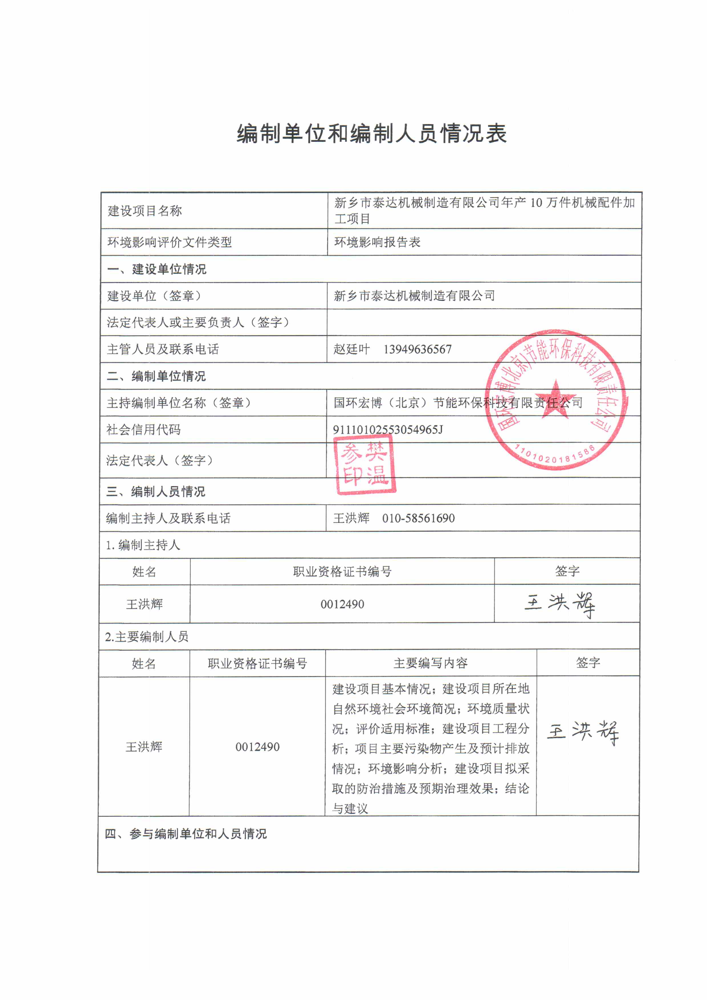 编制单位和编制人员情况表
建设项目名称
新乡市泰达机械制造有限公司年产 10 万件机械配件加
工项目
环境影响评价文件类型
环境影响报告表
一、建设单位情况
建设单位（签章）
新乡市泰达机械制造有限公司
法定代表人或主要负责人（签字）
主管人员及联系电话
赵廷叶 13949636567
二、编制单位情况
主持编制单位名称（签章）
国环宏博（北京）节能环保科技有限责任公司
国环宏博(北京)节能环保科技有限责任公司
1101020181586
社会信用代码
91110102553054965J
法定代表人（签字）
樊温
参印
三、编制人员情况
编制主持人及联系电话
王洪辉 010-58561690
1. 编制主持人
姓名 职业资格证书编号 签字
王洪辉 0012490 王洪辉
2.主要编制人员
姓名 职业资格证书编号 主要编写内容 签字
王洪辉 0012490
建设项目基本情况；建设项目所在地
自然环境社会环境简况；环境质量状
况；评价适用标准；建设项目工程分
析；项目主要污染物产生及预计排放
情况；环境影响分析；建设项目拟采
取的防治措施及预期治理效果；结论
与建议
王洪辉
四、参与编制单位和人员情况